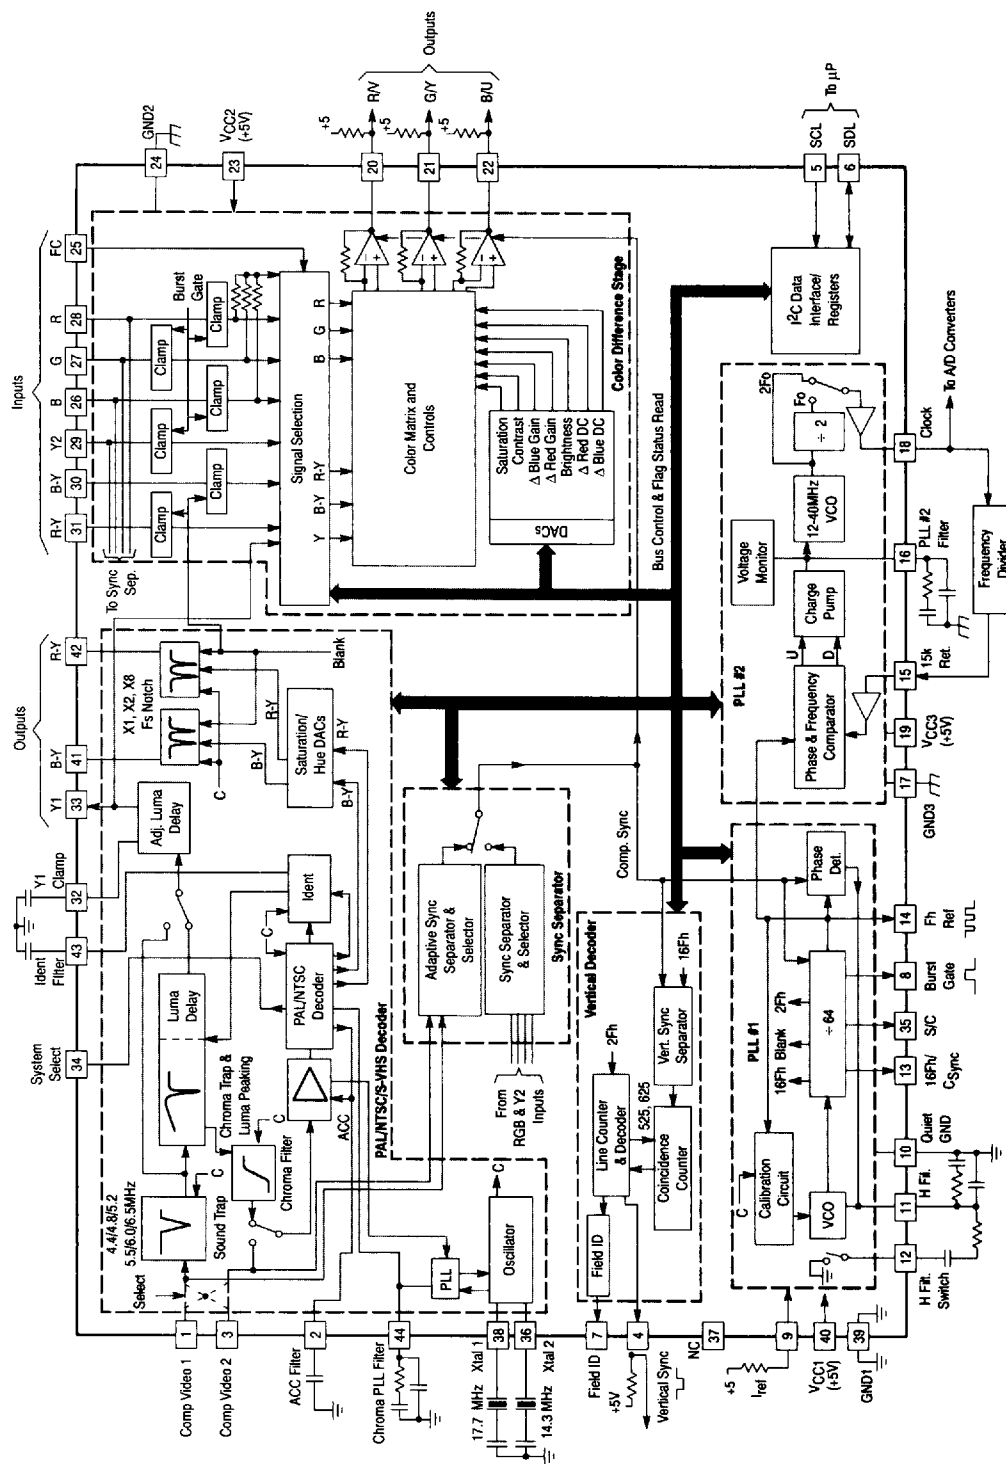 Inputs
R-Y
B-Y
Y2
B
G
R
FC
31
30
29
26
27
28
25
Outputs
Y1
B-Y
R-Y
33
41
42
System
Select
34
Ident
Filter
43
Y1
Clamp
32
GND2
24
VCC2
(+5V)
23
+5
R/V
20
+5
G/Y
21
+5
B/U
22
Outputs
SCL
5
SDL
6
To µP
To Sync
Sep.
Clamp
Clamp
Clamp
Clamp
Clamp
Clamp
Burst
Gate
Signal Selection
Y
B-Y
R-Y
B
G
R
Color Matrix and
Controls
DACs
Saturation
Contrast
Δ Blue Gain
Δ Red Gain
Brightness
Δ Red DC
Δ Blue DC
Color Difference Stage
Select
4.4/4.8/5.2
5.5/6.0/6.5MHz
Sound Trap
C
Luma
Delay
Chroma Trap &
Luma Peaking
C
Chroma Filter
ACC
PAL/NTSC
Decoder
C
Ident
C
Adj. Luma
Delay
X1, X2, X8
Fs Notch
C
Blank
B-Y
R-Y
Saturation/
Hue DACs
B-Y
R-Y
PAL/NTSC/S-VHS Decoder
PLL
Oscillator
C
Comp Video 1
1
Comp Video 2
3
ACC Filter
2
Chroma PLL Filter
44
17.7 MHz
Xtal 1
38
14.3 MHz
Xtal 2
36
Adaptive Sync
Separator &
Selector
Sync Separator
& Selector
Sync Separator
From
RGB & Y2
Inputs
Comp. Sync
Bus Control & Flag Status Read
I2C Data
Interface/
Registers
Vertical Decoder
2Fh
Line Counter
& Decoder
Field ID
525, 625
Coincidence
Counter
Vert. Sync
Separator
16Fh
Field ID
7
+5V
Vertical Sync
4
NC
37
+5
Iref
9
VCC1
(+5V)
40
GND1
39
PLL #1
C
Calibration
Circuit
VCO
÷ 64
16Fh
Blank
2Fh
Phase
Det.
H Filt.
Switch
12
H Fil.
11
Quiet
GND
10
16Fh/
CSync
13
S/C
35
Burst
Gate
8
Fh
Ref
14
PLL #2
Phase & Frequency
Comparator
U
D
Charge
Pump
Voltage
Monitor
12-40MHz
VCO
÷ 2
Fo
2Fo
GND3
17
VCC3
(+5V)
19
15k
Ret.
15
PLL #2
Filter
16
Clock
18
To A/D Converters
Frequency
Divider